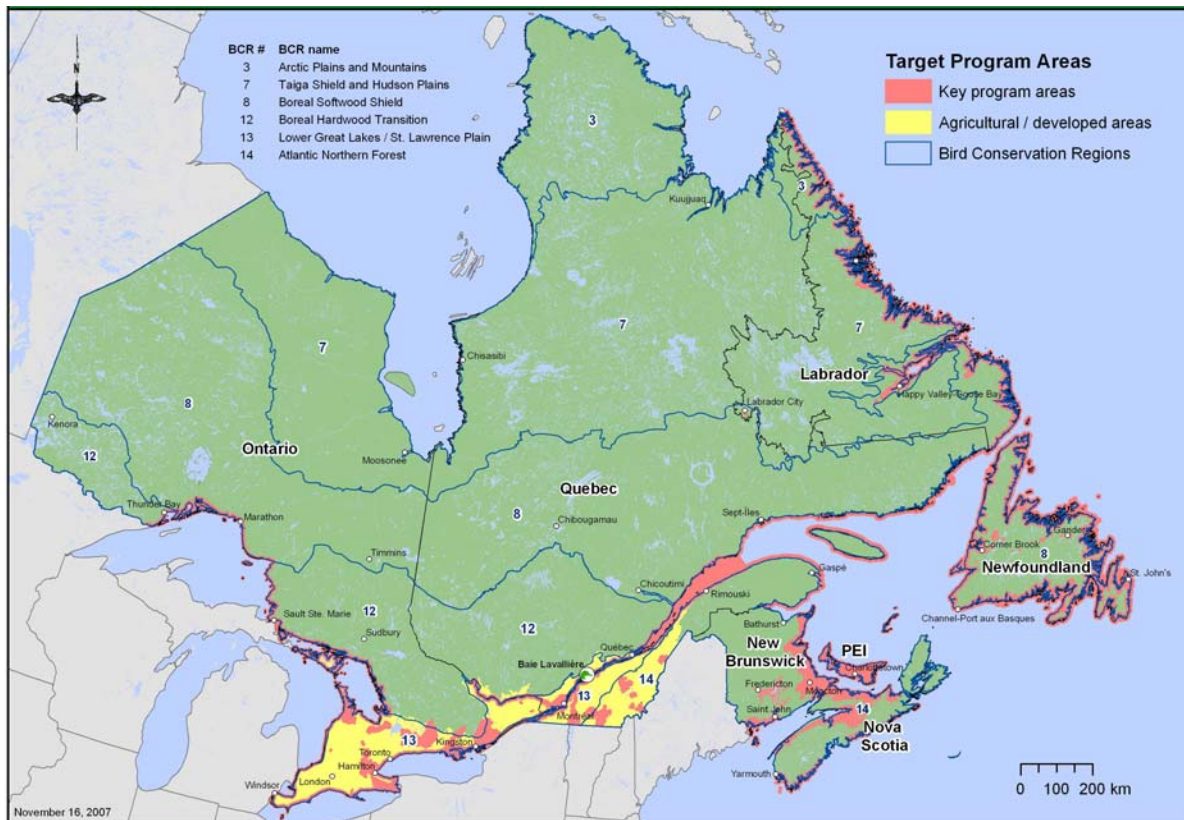 BCR # BCR name
3 Arctic Plains and Mountains
7 Taiga Shield and Hudson Plains
8 Boreal Softwood Shield
12 Boreal Hardwood Transition
13 Lower Great Lakes / St. Lawrence Plain
14 Atlantic Northern Forest
N
Target Program Areas
Key program areas
Agricultural / developed areas
Bird Conservation Regions
3
3
Kuujjuaq
7
7
7
Chisasibi
Labrador
Happy Valley-Goose Bay
Labrador City
8
Kenora
12
Ontario
Moosonee
Quebec
8
Chibougamau
Sept-Îles
Thunder Bay
Marathon
Timmins
Gander
Corner Brook
8
Newfoundland
St. John's
Channel-Port aux Basques
Chicoutimi
Rimouski
Gaspé
Sault Ste. Marie
12
Sudbury
12
Bathurst
Québec
Baie Lavallière
New
Brunswick
PEI
Charlottetown
Fredericton
Moncton
13
14
Montréal
Saint John
14
Nova
Scotia
Kingston
13
Toronto
Hamilton
London
Windsor
Yarmouth
0 100 200 km
November 16, 2007